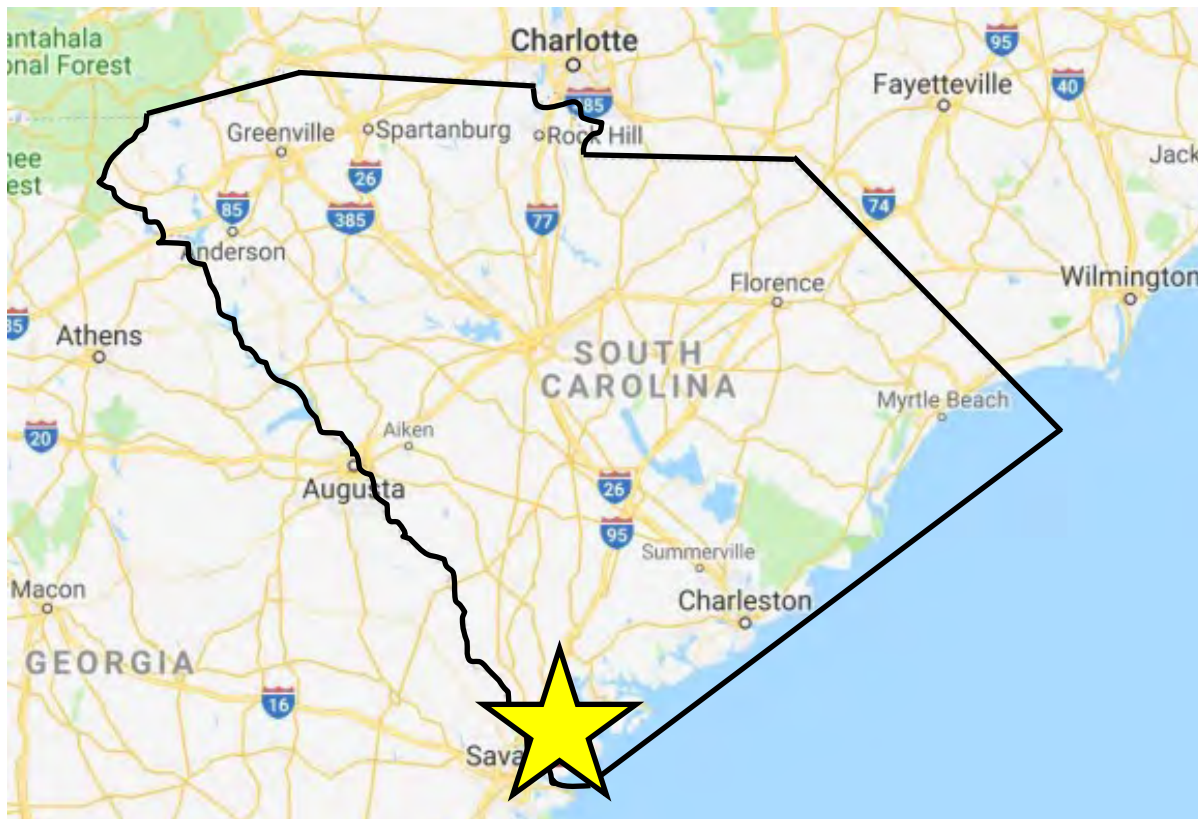 antahala
onal Forest
Charlotte
95
Fayetteville
40
85
Greenville
Spartanburg
Rock Hill
Jack
nee
est
26
85
385
77
74
Anderson
Florence
Wilmington
85
Athens
SOUTH
CAROLINA
Myrtle Beach
20
Aiken
Augusta
26
95
Summerville
Macon
Charleston
GEORGIA
16
Sava